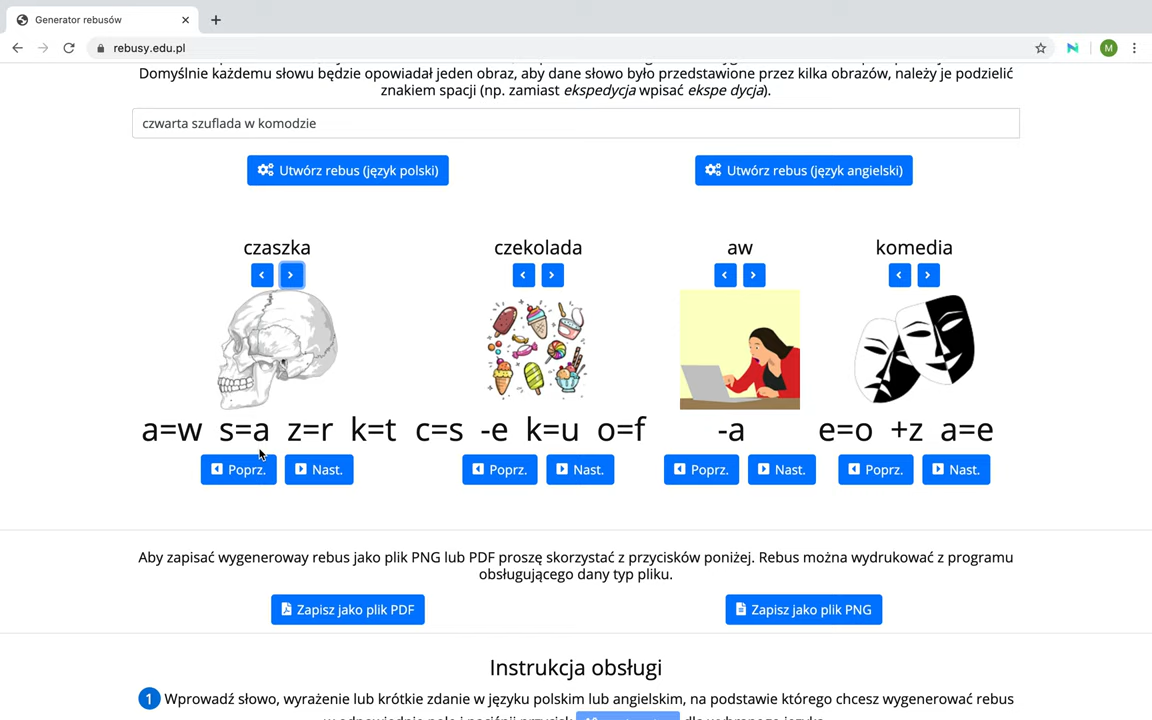 Generator rebusów
rebusy.edu.pl
M
Domyślnie każdemu słowu będzie opowiadał jeden obraz, aby dane słowo było przedstawione przez kilka obrazów, należy je podzielić
znakiem spacji (np. zamiast ekspedycja wpisać ekspe dycja).
czwarta szuflada w komodzie
Utwórz rebus (język polski) Utwórz rebus (język angielski)
czaszka czekolada aw komedia
a=w s=a z=r k=t c=s -e k=u o=f -a e=o +z a=e
Poprz. Nast. Poprz. Nast. Poprz. Nast. Poprz. Nast.
Aby zapisać wygeneroway rebus jako plik PNG lub PDF proszę skorzystać z przycisków poniżej. Rebus można wydrukować z programu
obsługującego dany typ pliku.
Zapisz jako plik PDF Zapisz jako plik PNG
Instrukcja obsługi
1 Wprowadź słowo, wyrażenie lub krótkie zdanie w języku polskim lub angielskim, na podstawie którego chcesz wygenerować rebus